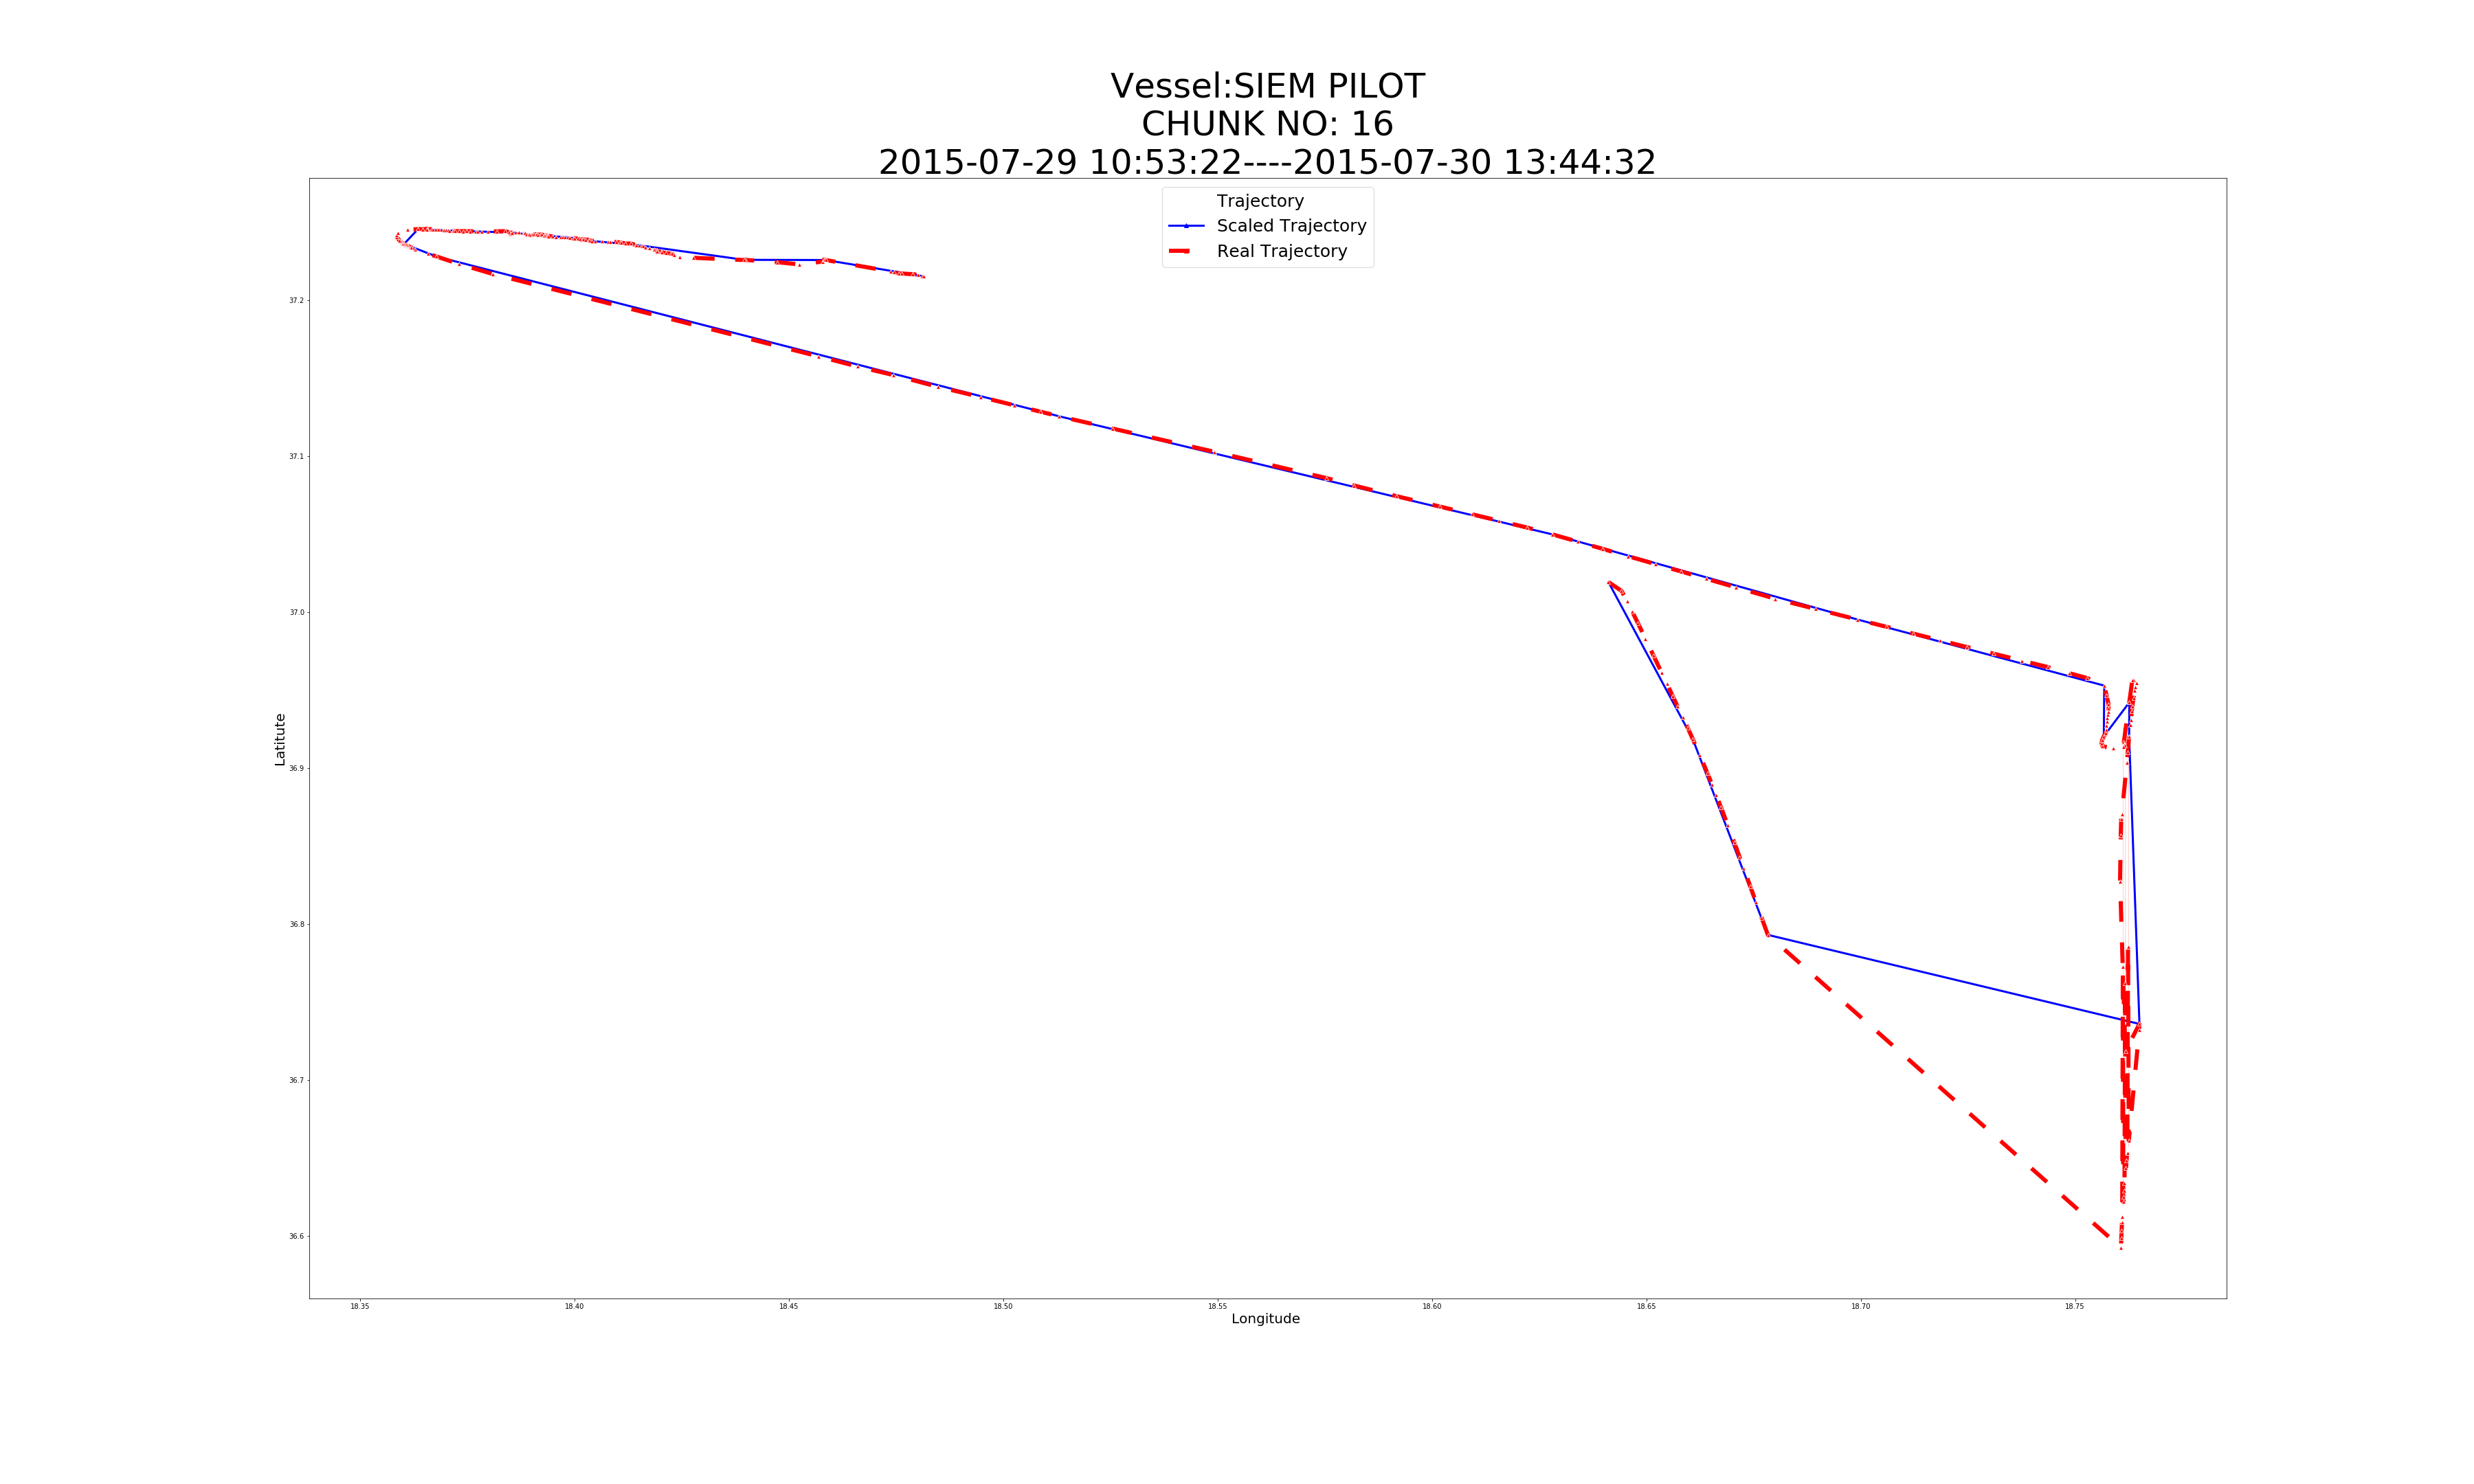 Vessel:SIEM PILOT
CHUNK NO: 16
2015-07-29 10:53:22----2015-07-30 13:44:32
Trajectory
Scaled Trajectory
Real Trajectory
37.2
37.1
37.0
36.9
36.8
36.7
36.6
Latitute
18.35 18.40 18.45 18.50 18.55 18.60 18.65 18.70 18.75
Longitude